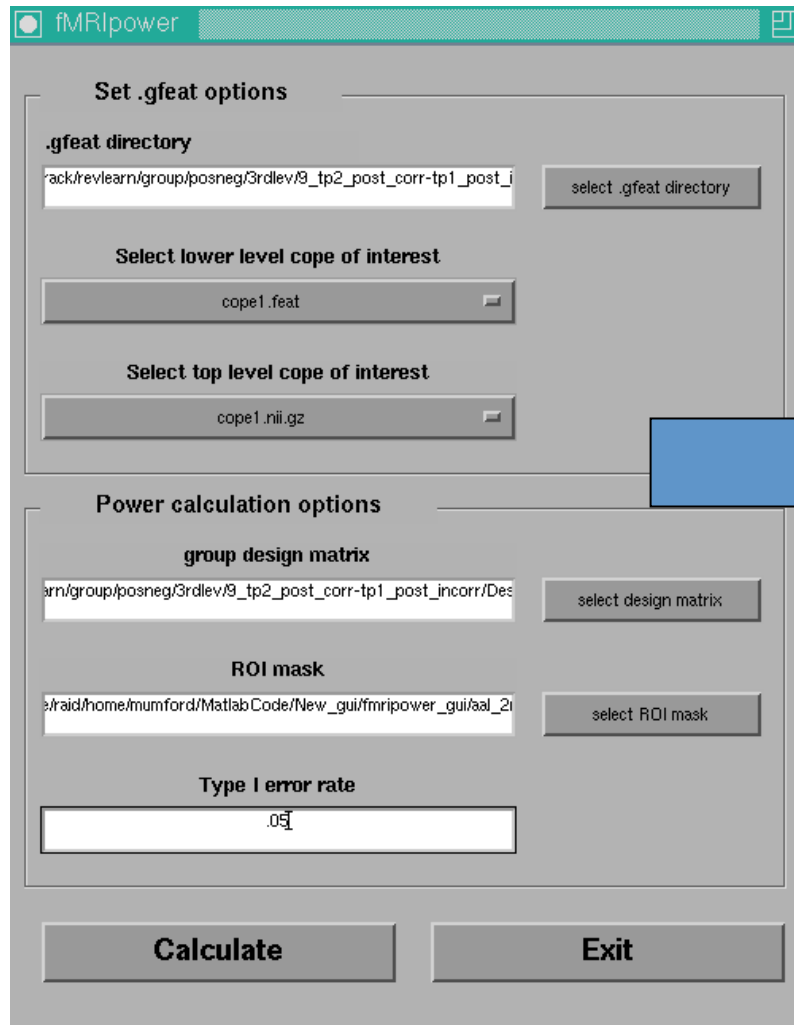 fMRIpower
Set .gfeat options
.gfeat directory
rack/revlearn/group/posneg/3rdlev/9_tp2_post_corr-tp1_post_i
select .gfeat directory
Select lower level cope of interest
cope1.feat
Select top level cope of interest
cope1.nii.gz
Power calculation options
group design matrix
arn/group/posneg/3rdlev/9_tp2_post_corr-tp1_post_incorr/Des
select design matrix
ROI mask
e/raid/home/mumford/MatlabCode/New_gui/fmripower_gui/aal_2
select ROI mask
Type I error rate
.05
Calculate
Exit